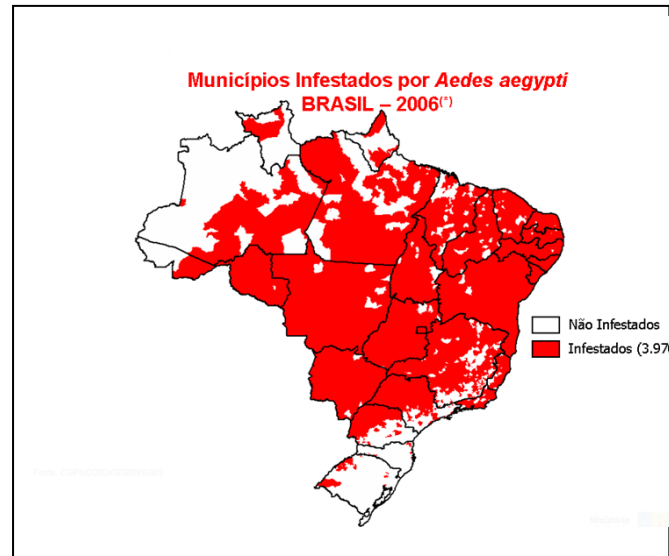 Municípios Infestados por Aedes aegypti
BRASIL – 2006(*)
Não Infestados
Infestados (3.970